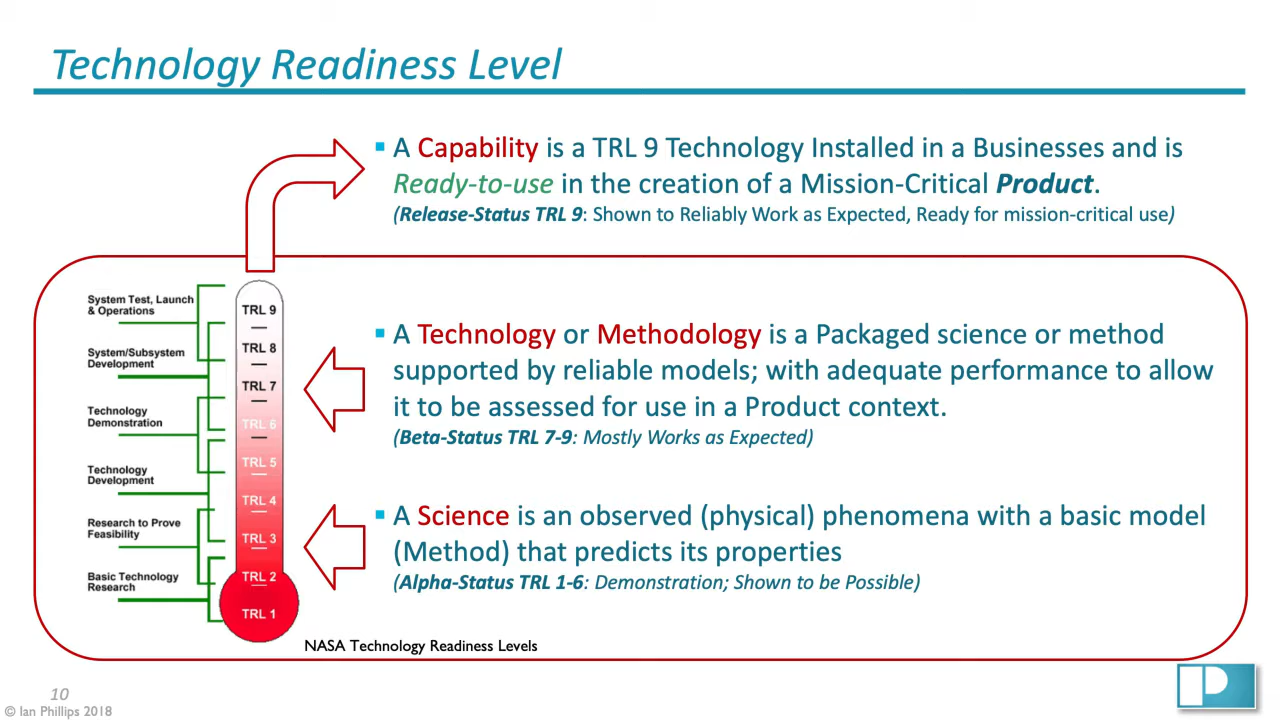 Technology Readiness Level
▪ A Capability is a TRL 9 Technology Installed in a Businesses and is
Ready-to-use in the creation of a Mission-Critical Product.
(Release-Status TRL 9: Shown to Reliably Work as Expected, Ready for mission-critical use)
System Test, Launch
& Operations
System/Subsystem
Development
Technology
Demonstration
Technology
Development
Research to Prove
Feasibility
Basic Technology
Research
TRL 9
TRL 8
TRL 7
TRL 6
TRL 5
TRL 4
TRL 3
TRL 2
TRL 1
▪ A Technology or Methodology is a Packaged science or method
supported by reliable models; with adequate performance to allow
it to be assessed for use in a Product context.
(Beta-Status TRL 7-9: Mostly Works as Expected)
▪ A Science is an observed (physical) phenomena with a basic model
(Method) that predicts its properties
(Alpha-Status TRL 1-6: Demonstration; Shown to be Possible)
NASA Technology Readiness Levels
10
© Ian Phillips 2018
P